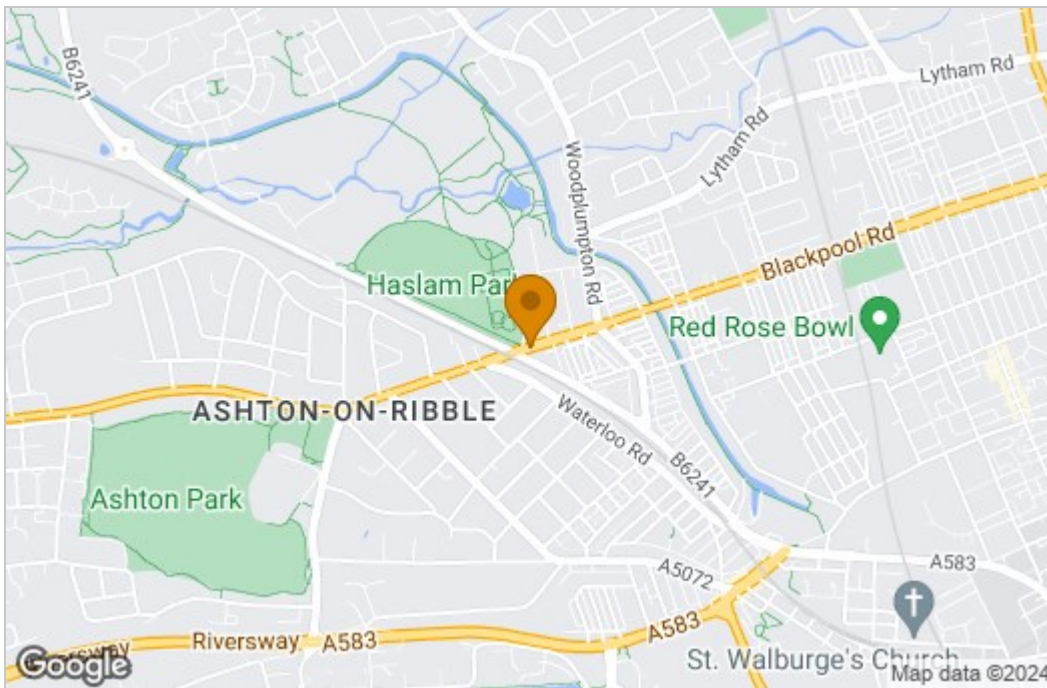 B6241
Lytham Rd
Woodplumpton Rd
Lytham Rd
Blackpool Rd
Haslam Park
Red Rose Bowl
ASHTON-ON-RIBBLE
Waterloo Rd
B6241
Ashton Park
A583
A5072
A583
Riversway
Riversway
A583
St. Walburge's Church
Google
Map data ©2024